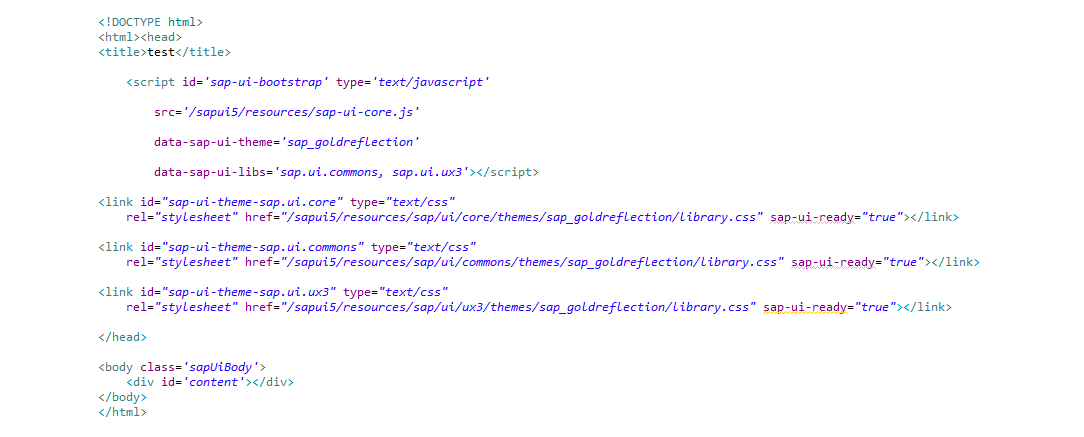 <!DOCTYPE html>
<html><head>
<title>test</title>
<script id='sap-ui-bootstrap' type='text/javascript'
src='/sapui5/resources/sap-ui-core.js'
data-sap-ui-theme='sap_goldreflection'
data-sap-ui-libs='sap.ui.commons, sap.ui.ux3'></script>
<link id="sap-ui-theme-sap.ui.core" type="text/css"
rel="stylesheet" href="/sapui5/resources/sap/ui/core/themes/sap_goldreflection/library.css" sap-ui-ready="true"></link>
<link id="sap-ui-theme-sap.ui.commons" type="text/css"
rel="stylesheet" href="/sapui5/resources/sap/ui/commons/themes/sap_goldreflection/library.css" sap-ui-ready="true"></link>
<link id="sap-ui-theme-sap.ui.ux3" type="text/css"
rel="stylesheet" href="/sapui5/resources/sap/ui/ux3/themes/sap_goldreflection/library.css" sap-ui-ready="true"></link>
</head>
<body class='sapUiBody'>
<div id='content'></div>
</body>
</html>